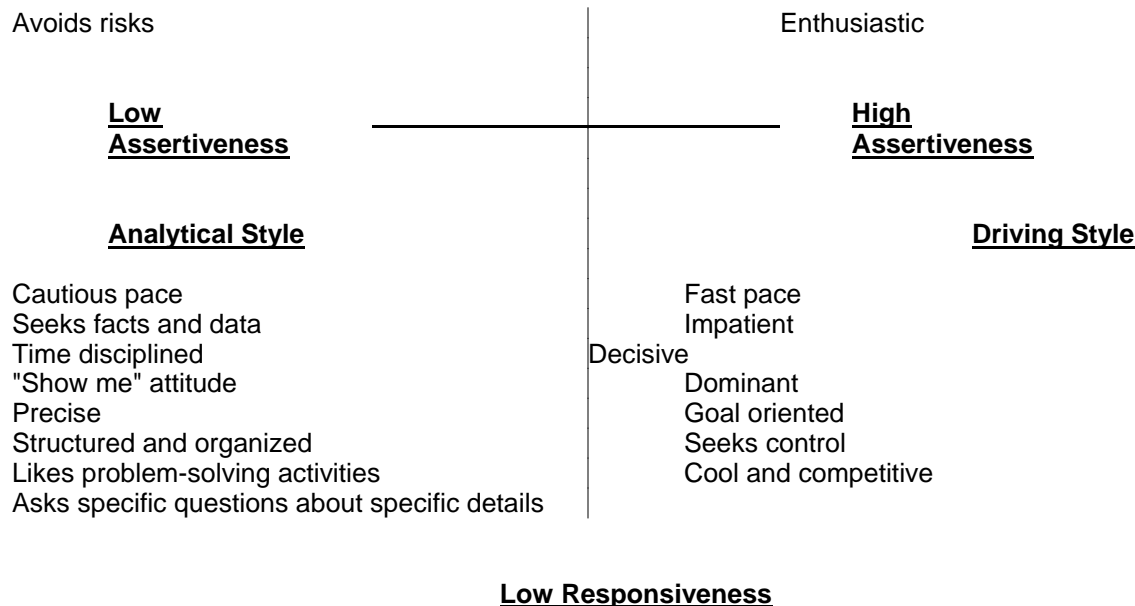 Avoids risks Enthusiastic
Low High
Assertiveness Assertiveness
Analytical Style Driving Style
Cautious pace Fast pace
Seeks facts and data Impatient
Time disciplined Decisive
"Show me" attitude Dominant
Precise Goal oriented
Structured and organized Seeks control
Likes problem-solving activities Cool and competitive
Asks specific questions about specific details
Low Responsiveness